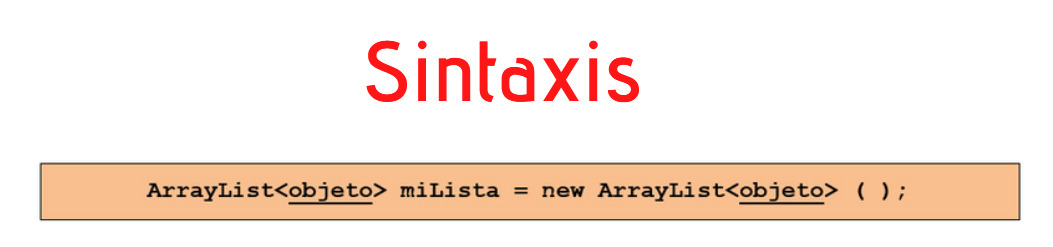 Sintaxis
ArrayList<objeto> miLista = new ArrayList<objeto> ( );